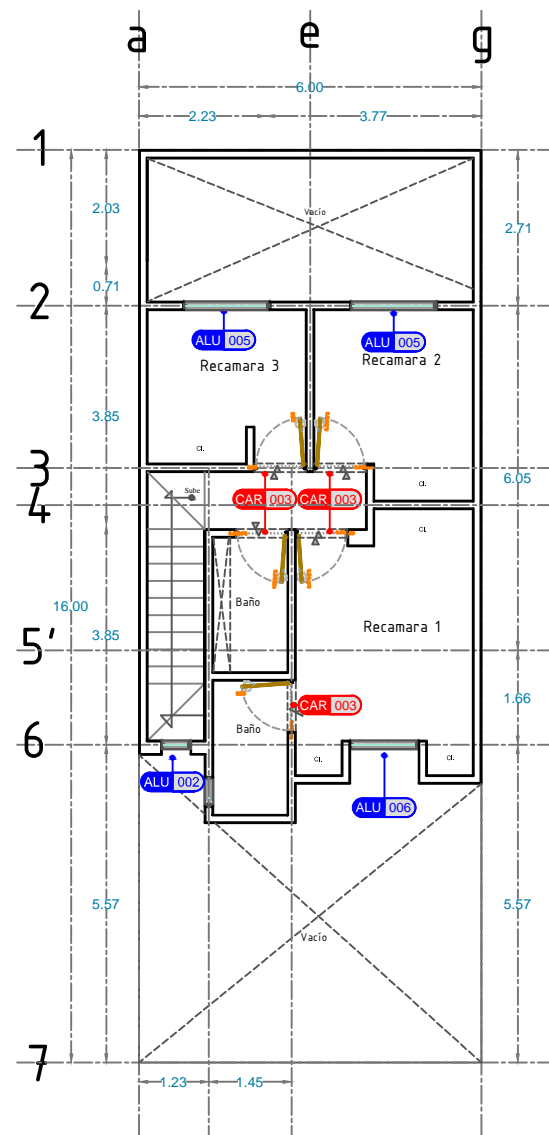 a e g
6.00
2.23 3.77
1
2.03
Vacío
2.71
0.71
2
ALU 005
ALU 005
Recamara 3
Recamara 2
3.85
Cl.
3
6.05
Cl.
Sube
CAR 003
CAR 003
4
Baño
16.00
3.85
Recamara 1
5'
1.66
CAR 003
Baño
6
Cl.
Cl.
ALU 002
ALU 006
5.57
5.57
Vacío
7
1.23 1.45